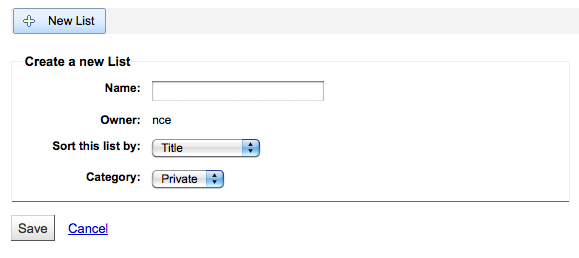 New List
Create a new List
Name:
Owner: nce
Sort this list by: Title
Category: Private
Save Cancel